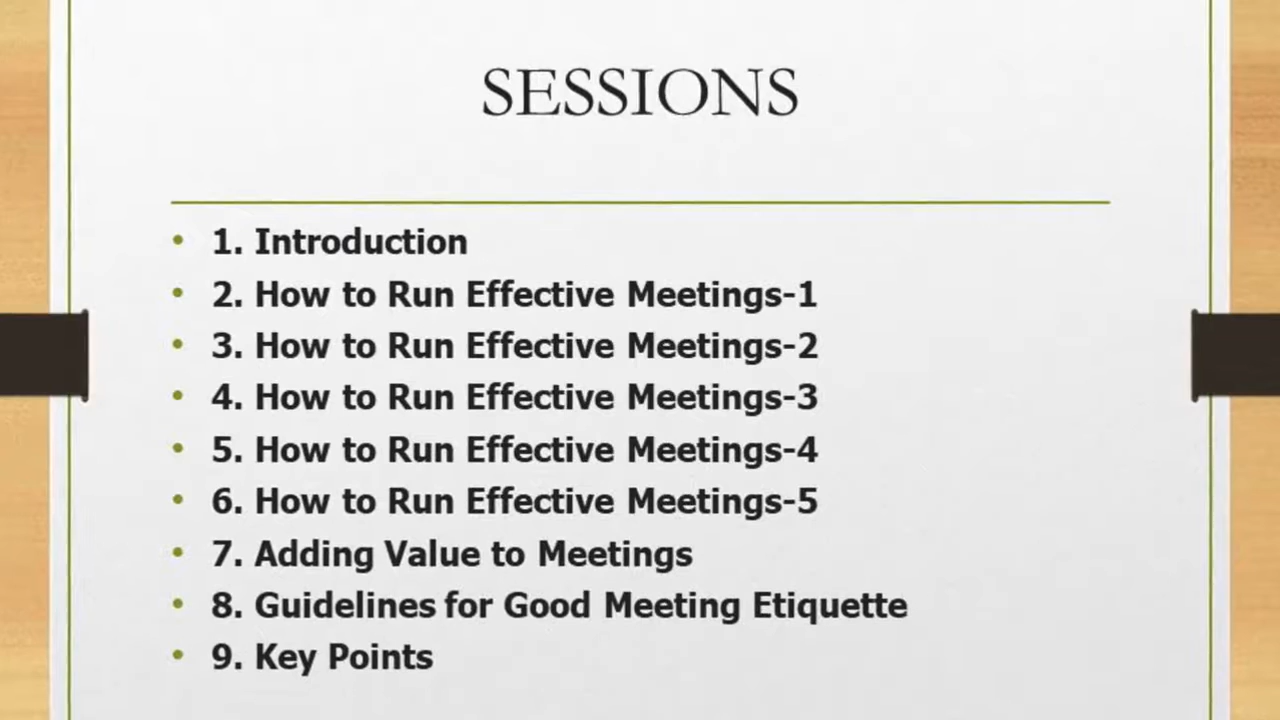 SESSIONS
• 1. Introduction
• 2. How to Run Effective Meetings-1
• 3. How to Run Effective Meetings-2
• 4. How to Run Effective Meetings-3
• 5. How to Run Effective Meetings-4
• 6. How to Run Effective Meetings-5
• 7. Adding Value to Meetings
• 8. Guidelines for Good Meeting Etiquette
• 9. Key Points